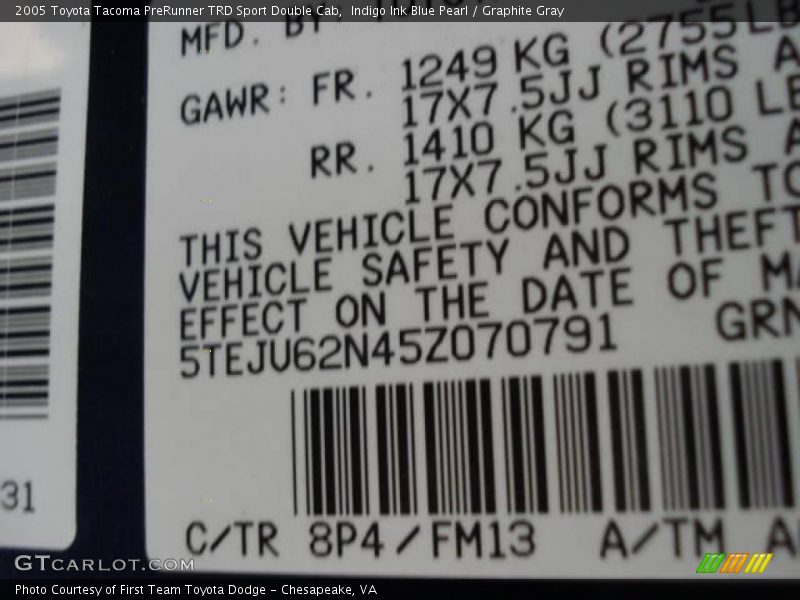 2005 Toyota Tacoma PreRunner TRD Sport Double Cab,  Indigo Ink Blue Pearl / Graphite Gray
MFD. BY
GAWR: FR. 1249 KG (2755LB
17X7.5JJ RIMS A
RR. 1410 KG (3110 LB
17X7.5JJ RIMS A
THIS VEHICLE CONFORMS TO
VEHICLE SAFETY AND THEFT
EFFECT ON THE DATE OF MA
5TEJU62N45Z070791 GRN
31
C/TR 8P4/FM13 A/TM A
GTCARLOT.COM
Photo Courtesy of First Team Toyota Dodge - Chesapeake, VA